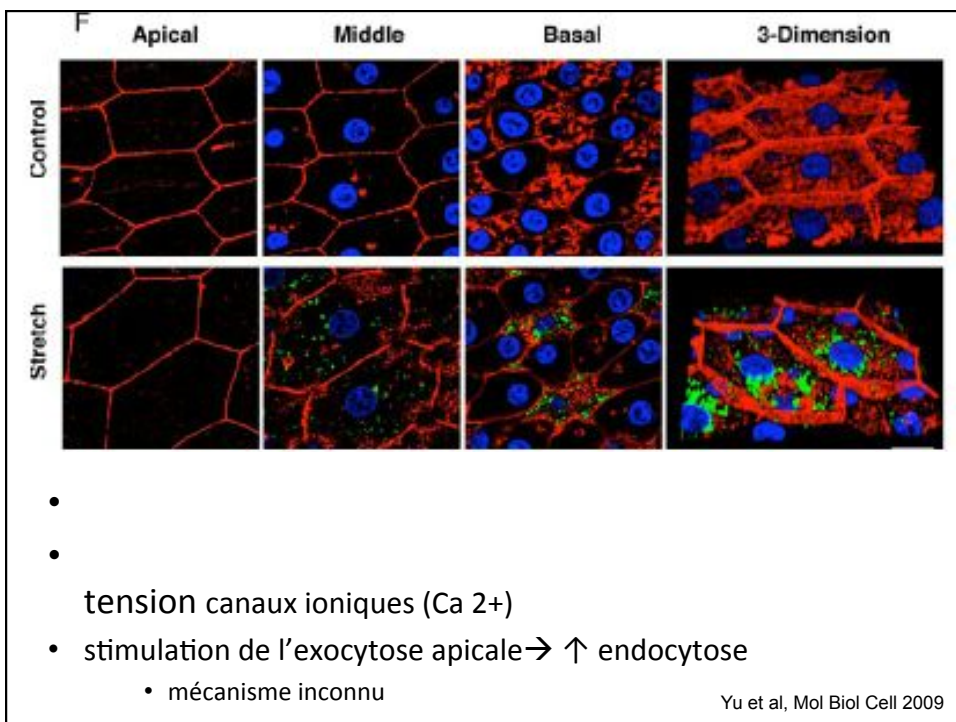 F
Apical Middle Basal 3-Dimension
Control
Stretch
•
•
tension canaux ioniques (Ca 2+)
• stimulation de l'exocytose apicale→ ↑ endocytose
• mécanisme inconnu
Yu et al, Mol Biol Cell 2009